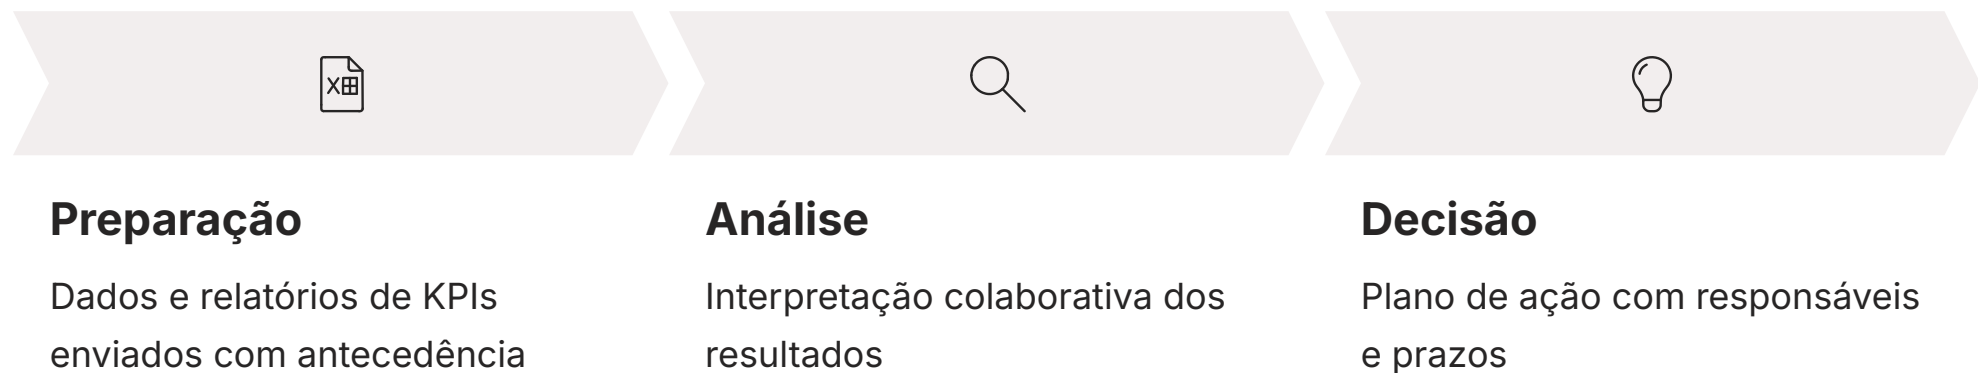 Preparação
Dados e relatórios de KPIs
enviados com antecedência
Análise
Interpretação colaborativa dos
resultados
Decisão
Plano de ação com responsáveis
e prazos